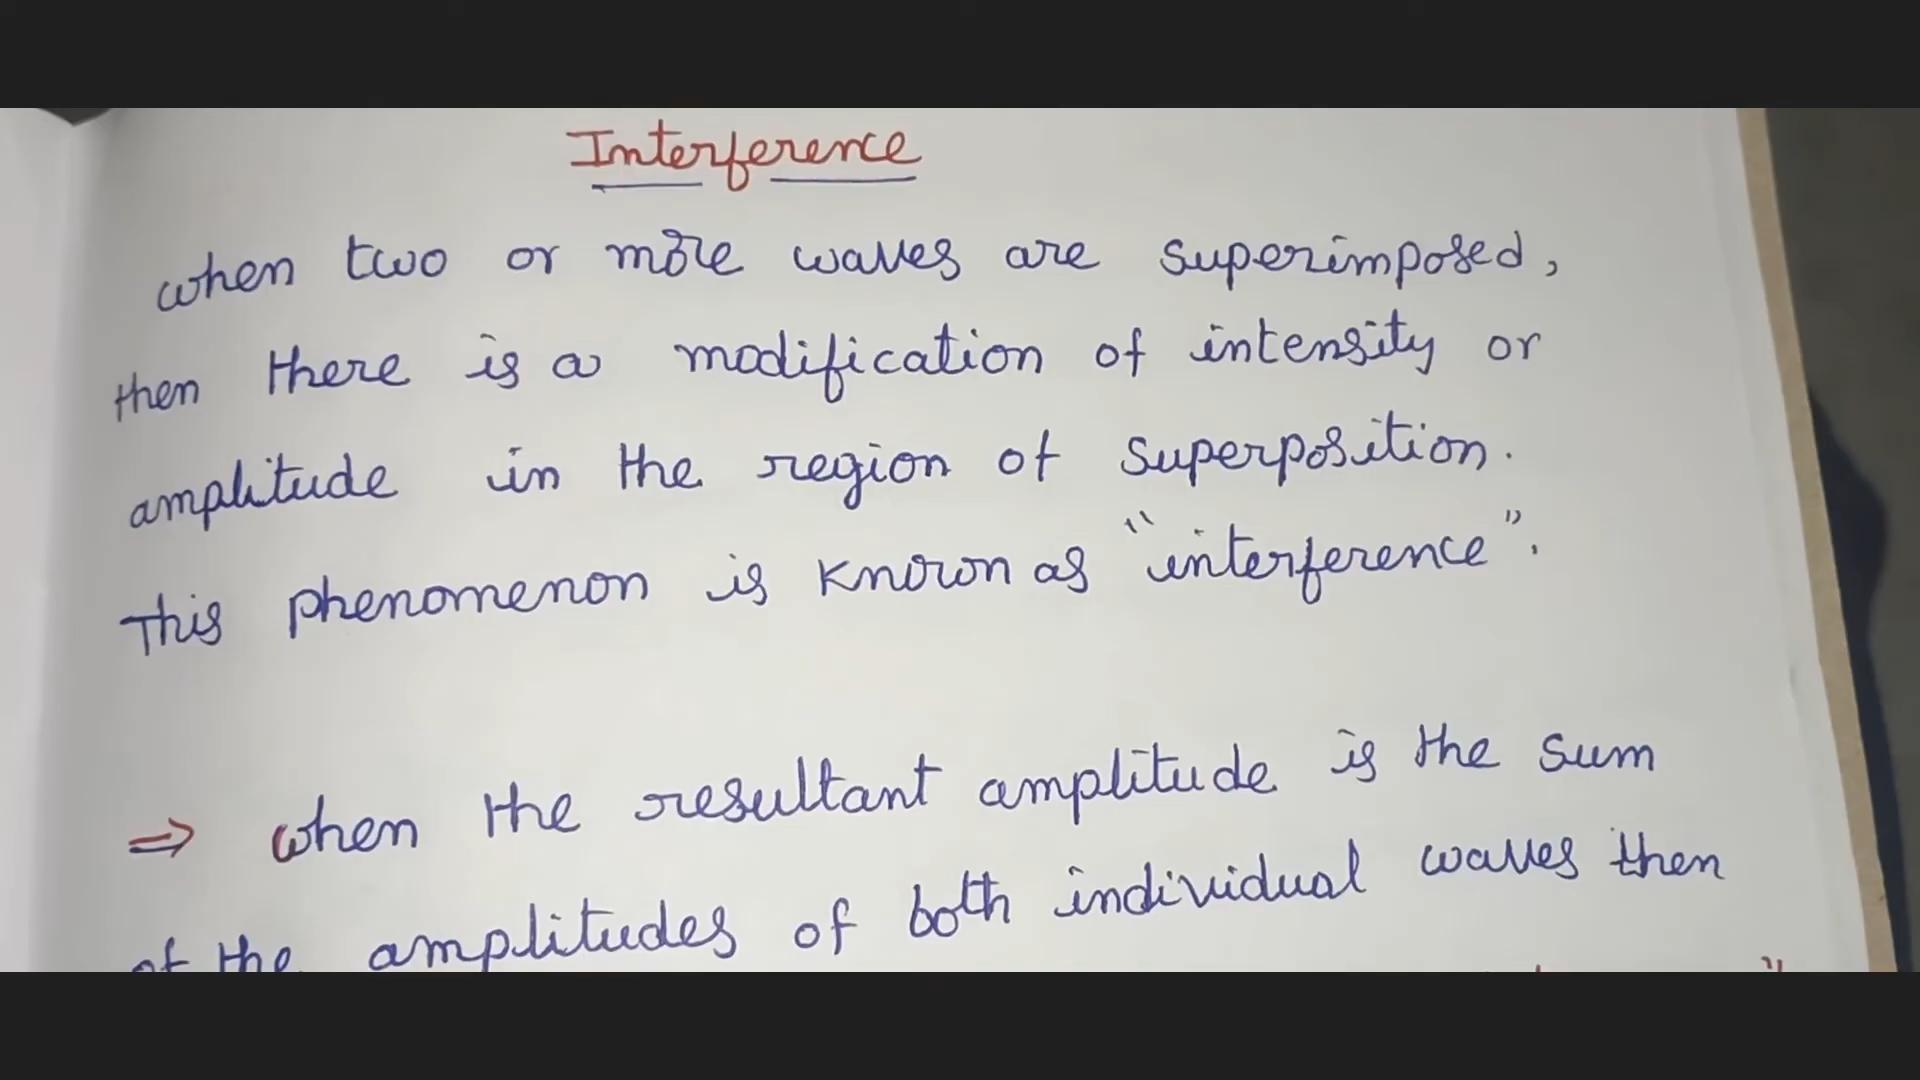 Interference
when two or more waves are superimposed,
then there is a modification of intensity or
amplitude in the region of superposition.
This phenomenon is known as "interference".
⇒ when the resultant amplitude is the sum
of the amplitudes of both individual waves then